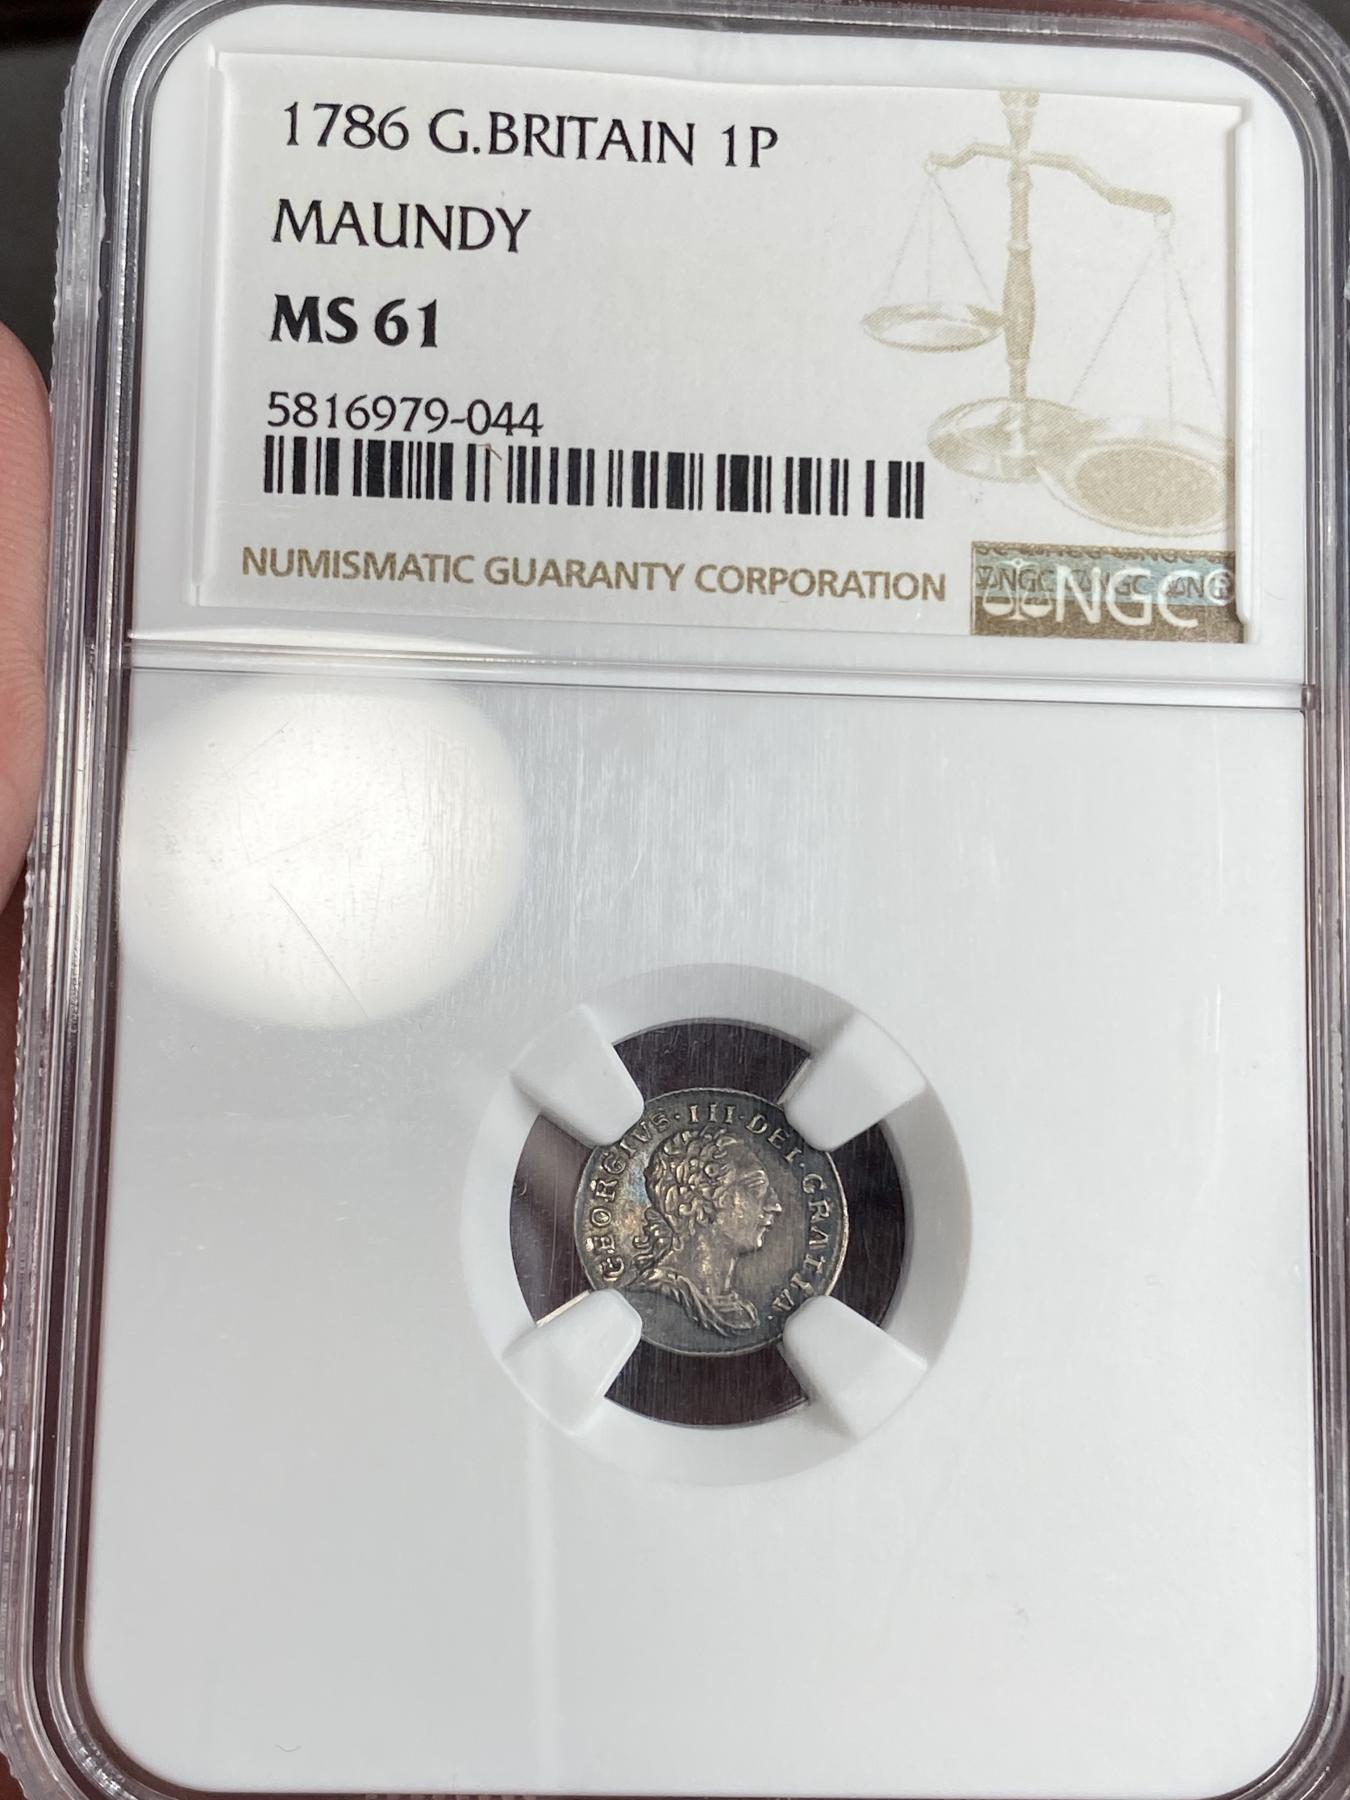 1786 G.BRITAIN 1P
MAUNDY
MS 61
5816979-044
NUMISMATIC GUARANTY CORPORATION
NGC®
GEORGIVS·III·DEI·GRATIA·